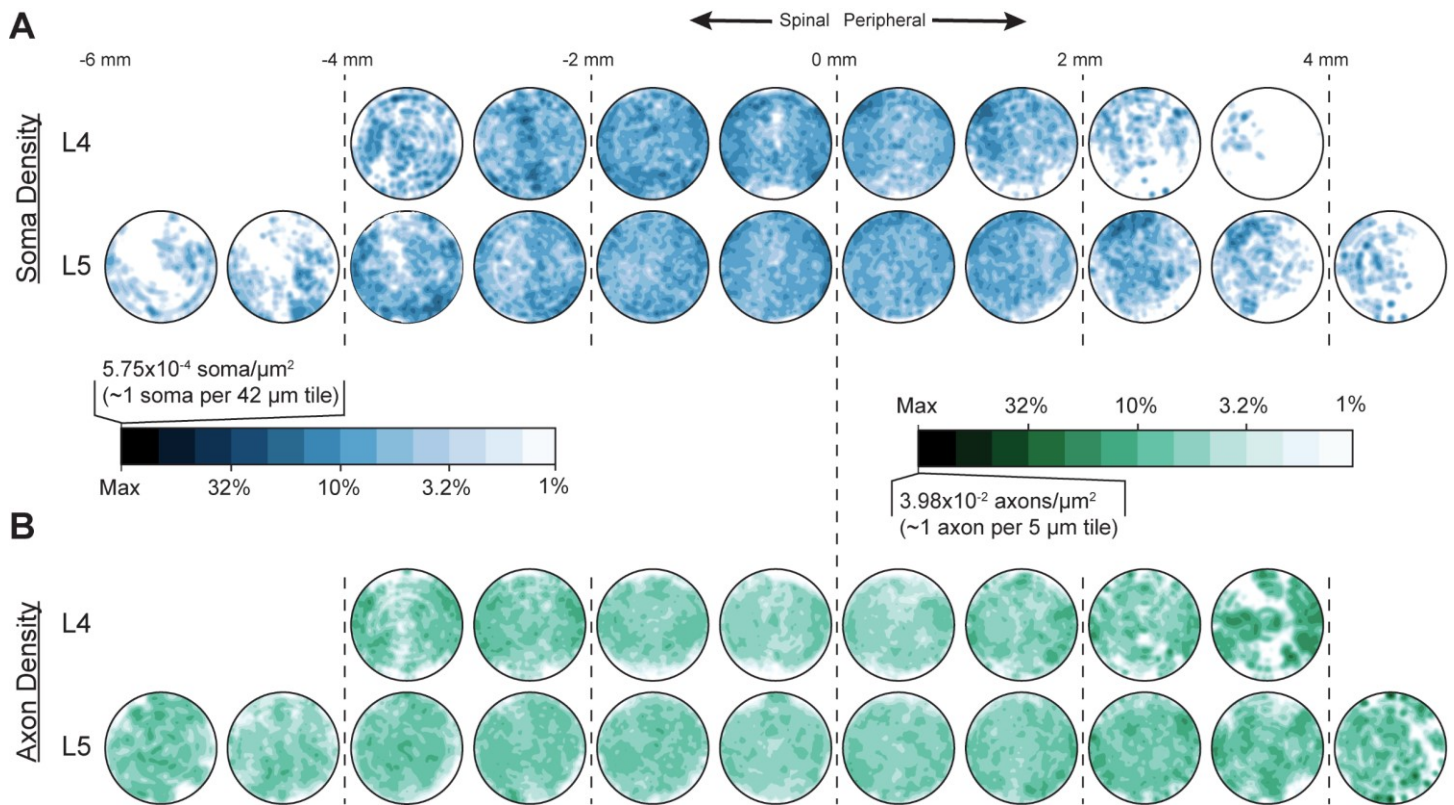 A
Spinal Peripheral
-6 mm -4 mm -2 mm 0 mm 2 mm 4 mm
Soma Density
L4
L5
5.75x10⁻⁴ soma/µm²
(~1 soma per 42 µm tile)
Max 32% 10% 3.2% 1%
Max 32% 10% 3.2% 1%
3.98x10⁻² axons/µm²
(~1 axon per 5 µm tile)
B
Axon Density
L4
L5